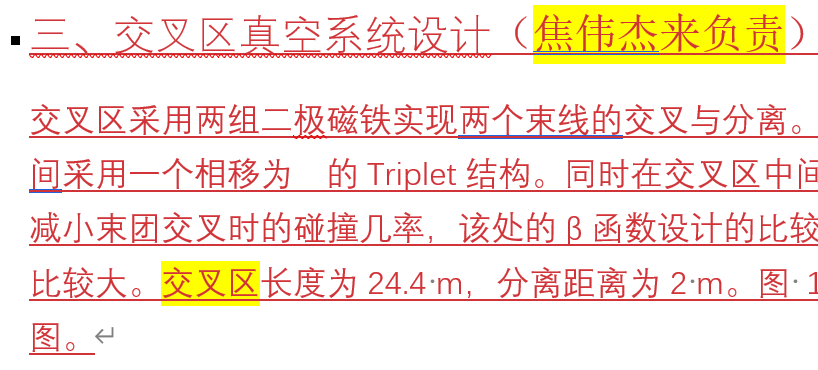 三、交叉区真空系统设计（焦伟杰来负责）
交叉区采用两组二极磁铁实现两个束线的交叉与分离。
间采用一个相移为 的 Triplet 结构。同时在交叉区中间
减小束团交叉时的碰撞几率，该处的 β 函数设计的比较
比较大。交叉区长度为 24.4 m，分离距离为 2 m。图 1
图。